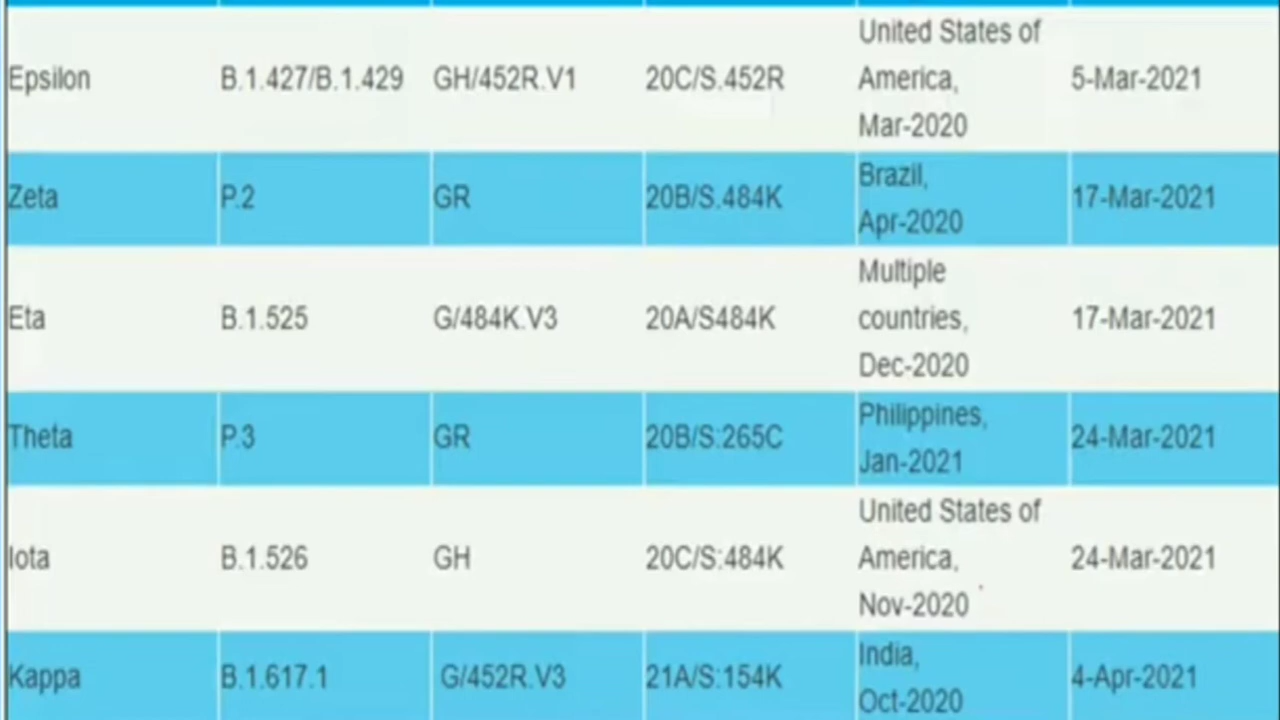 Epsilon B.1.427/B.1.429 GH/452R.V1 20C/S.452R United States of
America,
Mar-2020 5-Mar-2021
Zeta P.2 GR 20B/S.484K Brazil,
Apr-2020 17-Mar-2021
Eta B.1.525 G/484K.V3 20A/S484K Multiple
countries,
Dec-2020 17-Mar-2021
Theta P.3 GR 20B/S:265C Philippines,
Jan-2021 24-Mar-2021
Iota B.1.526 GH 20C/S:484K United States of
America,
Nov-2020 24-Mar-2021
Kappa B.1.617.1 G/452R.V3 21A/S:154K India,
Oct-2020 4-Apr-2021